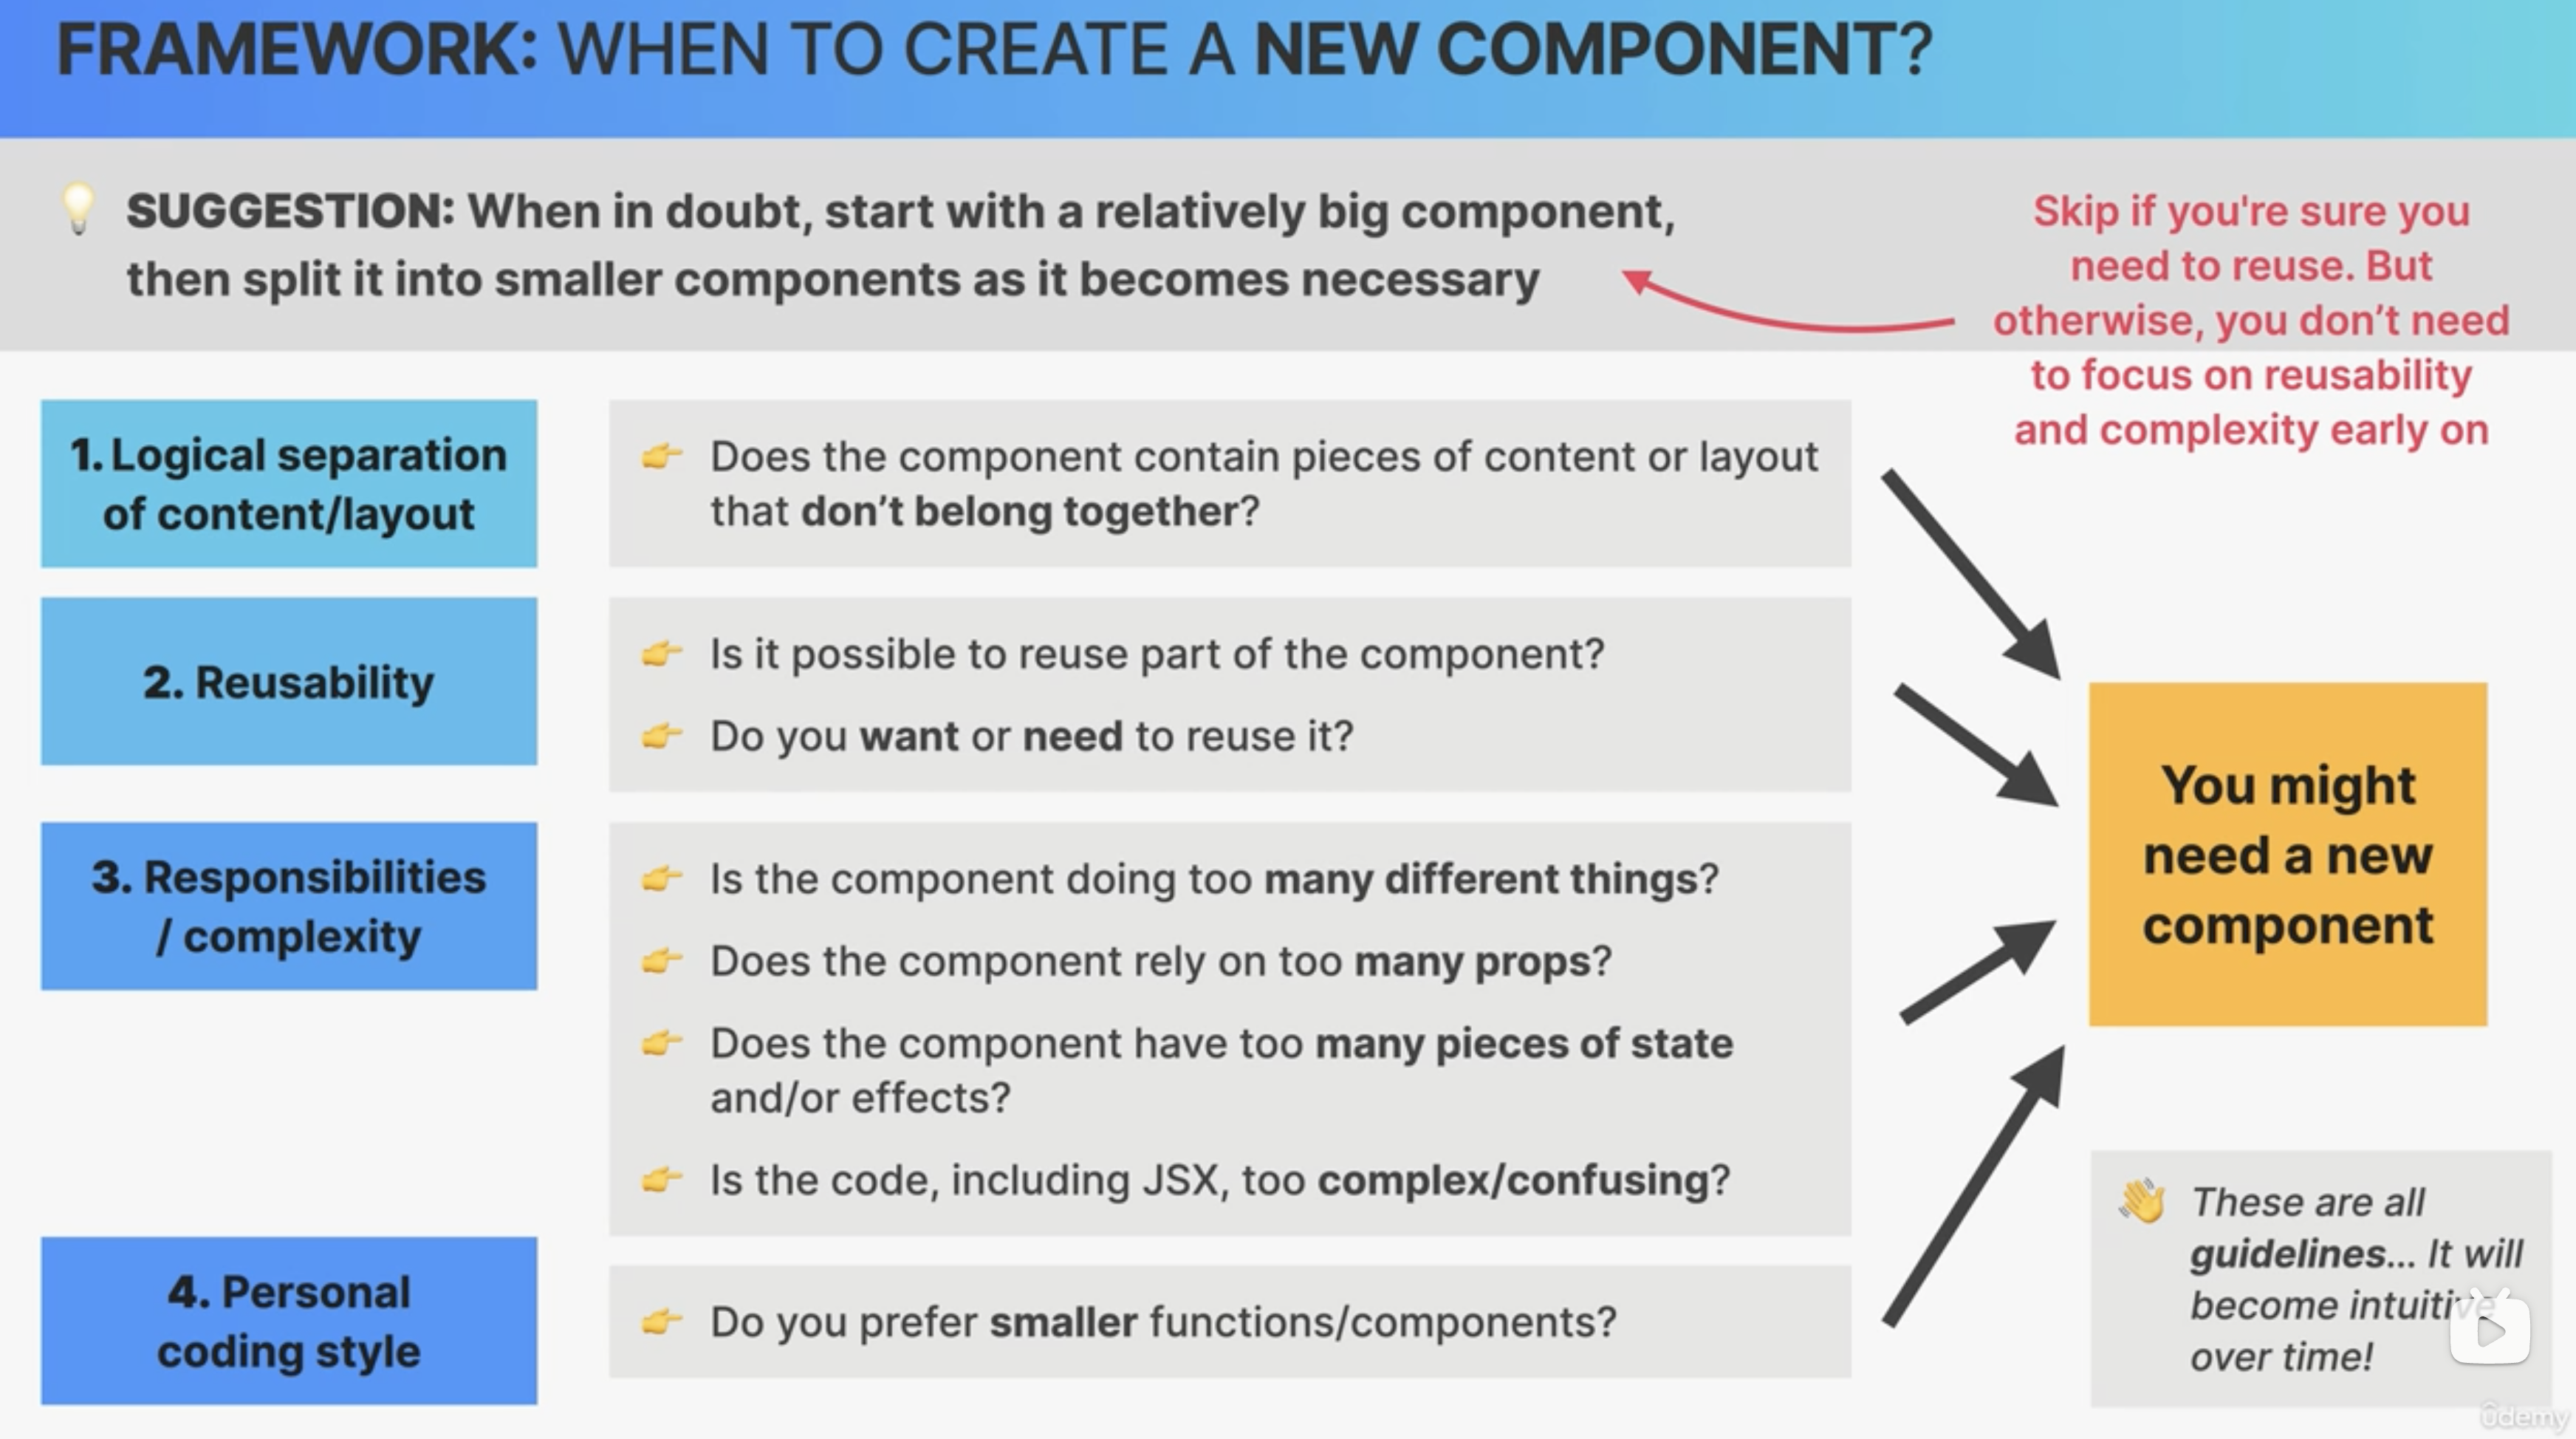 FRAMEWORK: WHEN TO CREATE A NEW COMPONENT?
SUGGESTION: When in doubt, start with a relatively big component,
then split it into smaller components as it becomes necessary
Skip if you're sure you
need to reuse. But
otherwise, you don’t need
to focus on reusability
and complexity early on
1. Logical separation
of content/layout
Does the component contain pieces of content or layout
that don’t belong together?
2. Reusability
Is it possible to reuse part of the component?
Do you want or need to reuse it?
3. Responsibilities
/ complexity
Is the component doing too many different things?
Does the component rely on too many props?
Does the component have too many pieces of state
and/or effects?
Is the code, including JSX, too complex/confusing?
4. Personal
coding style
Do you prefer smaller functions/components?
You might
need a new
component
These are all
guidelines... It will
become intuitive
over time!
ûdemy